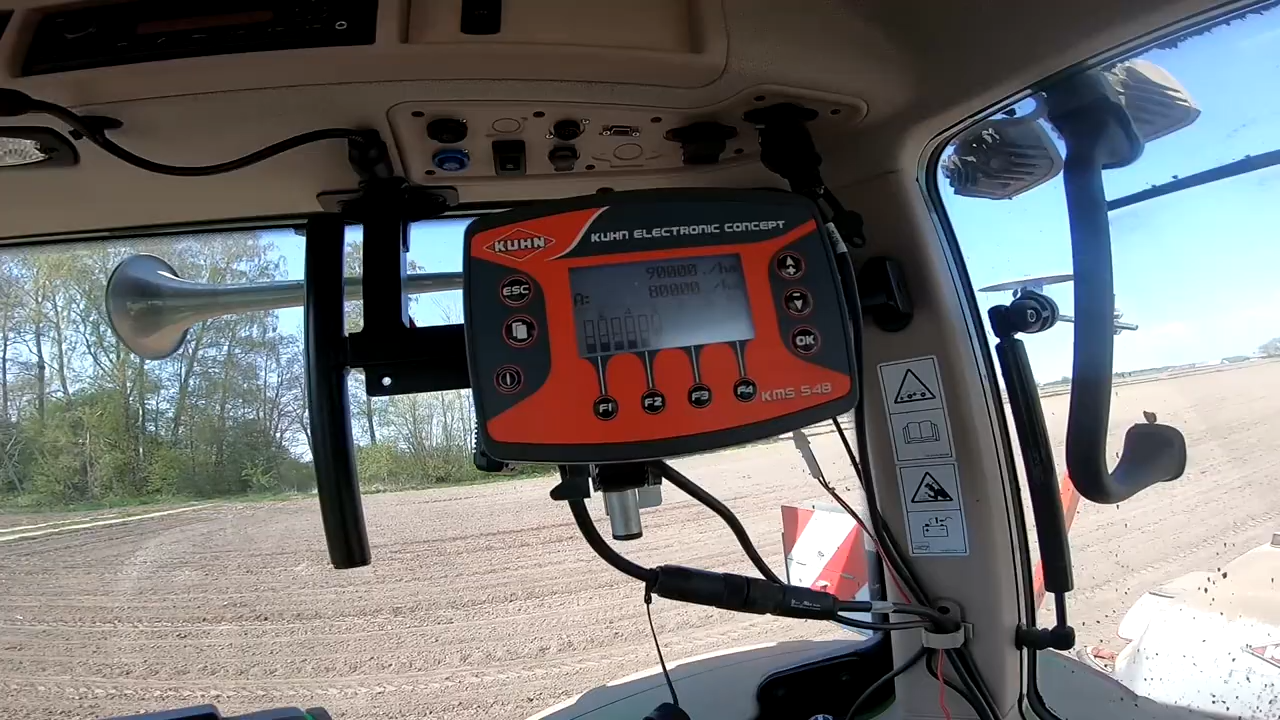 KUHN
KUHN ELECTRONIC CONCEPT
90000 ./ha
A: 80000 ./ha
ESC
OK
F1 F2 F3 F4
KMS 548